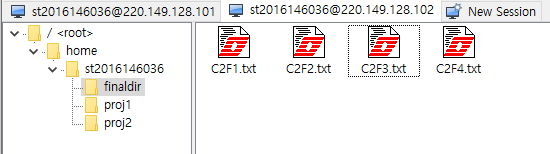 st2016146036@220.149.128.101 st2016146036@220.149.128.102 New Session
/ <root>
home
st2016146036
finaldir
proj1
proj2
C2F1.txt C2F2.txt C2F3.txt C2F4.txt